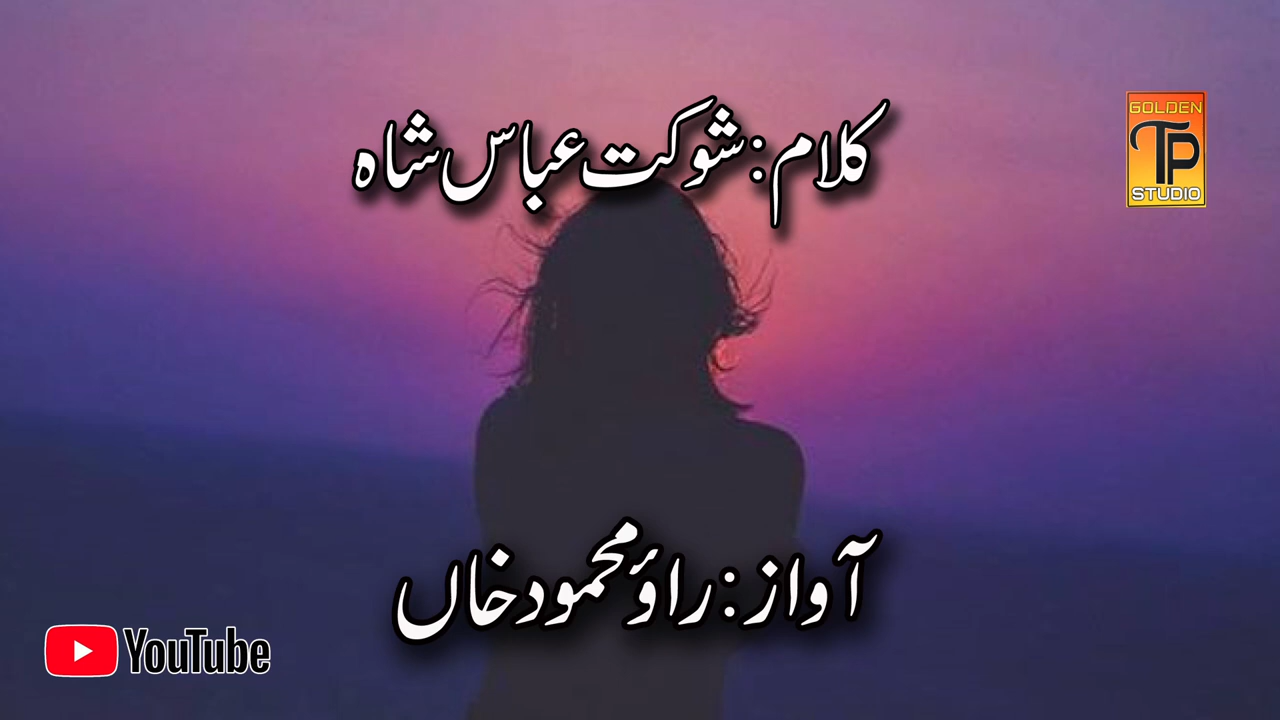 کلام: شوکت عباس شاہ
GOLDEN
TP
STUDIO
آواز: راؤ محمود خاں
YouTube